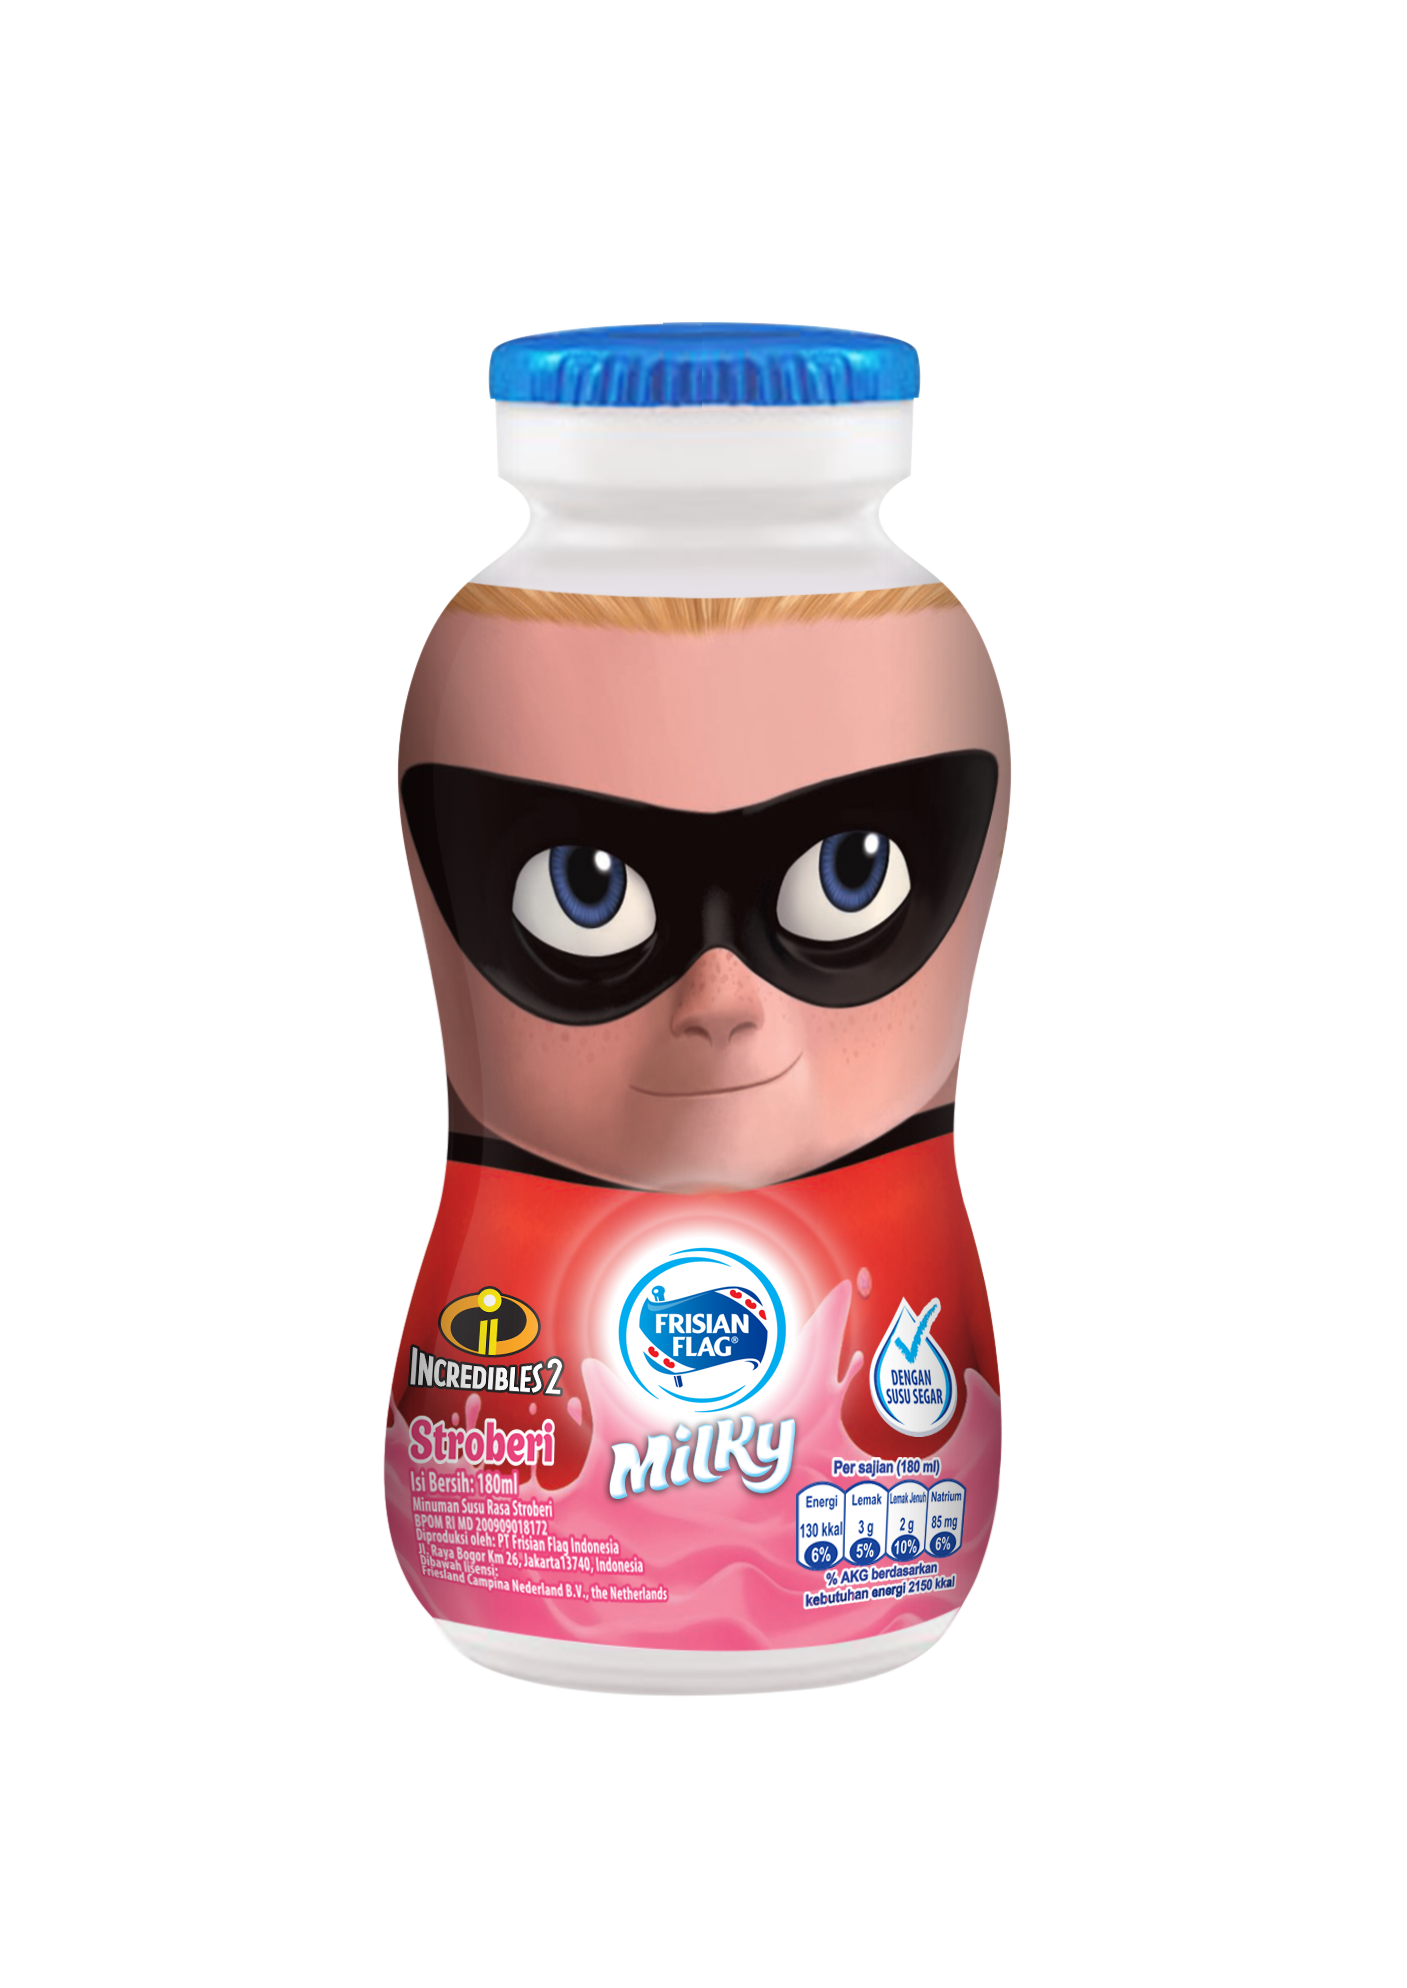 FRISIAN
FLAG®
Milky
INCREDIBLES 2
Stroberi
Isi Bersih: 180ml
Minuman Susu Rasa Stroberi
BPOM RI MD 200909018172
Diproduksi oleh: PT Frisian Flag Indonesia
Jl. Raya Bogor Km 26, Jakarta13740, Indonesia
Dibawah lisensi:
Friesland Campina Nederland B.V., the Netherlands
DENGAN
SUSU SEGAR
Per sajian (180 ml)
Energi Lemak Lemak Jenuh Natrium
130 kkal 3 g 2 g 85 mg
6% 5% 10% 6%
% AKG berdasarkan
kebutuhan energi 2150 kkal